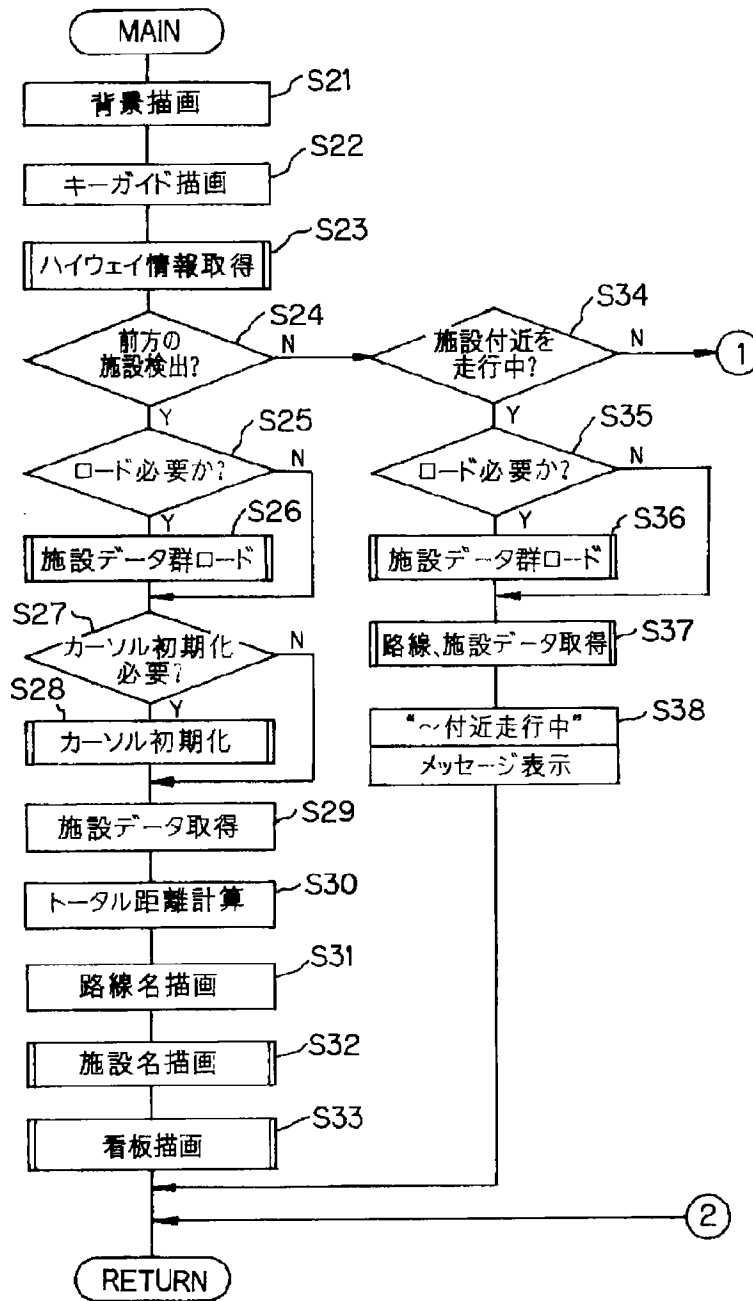 MAIN
S21
背景描画
S22
キーガイド描画
S23
ハイウェイ情報取得
S24
前方の
施設検出?
N
Y
S25
ロード必要か?
N
Y
S26
施設データ群ロード
S27
カーソル初期化
必要?
N
Y
S28
カーソル初期化
S29
施設データ取得
S30
トータル距離計算
S31
路線名描画
S32
施設名描画
S33
看板描画
RETURN
S34
施設付近を
走行中?
N
1
Y
S35
ロード必要か?
N
Y
S36
施設データ群ロード
S37
路線、施設データ取得
S38
"~付近走行中"
メッセージ表示
2